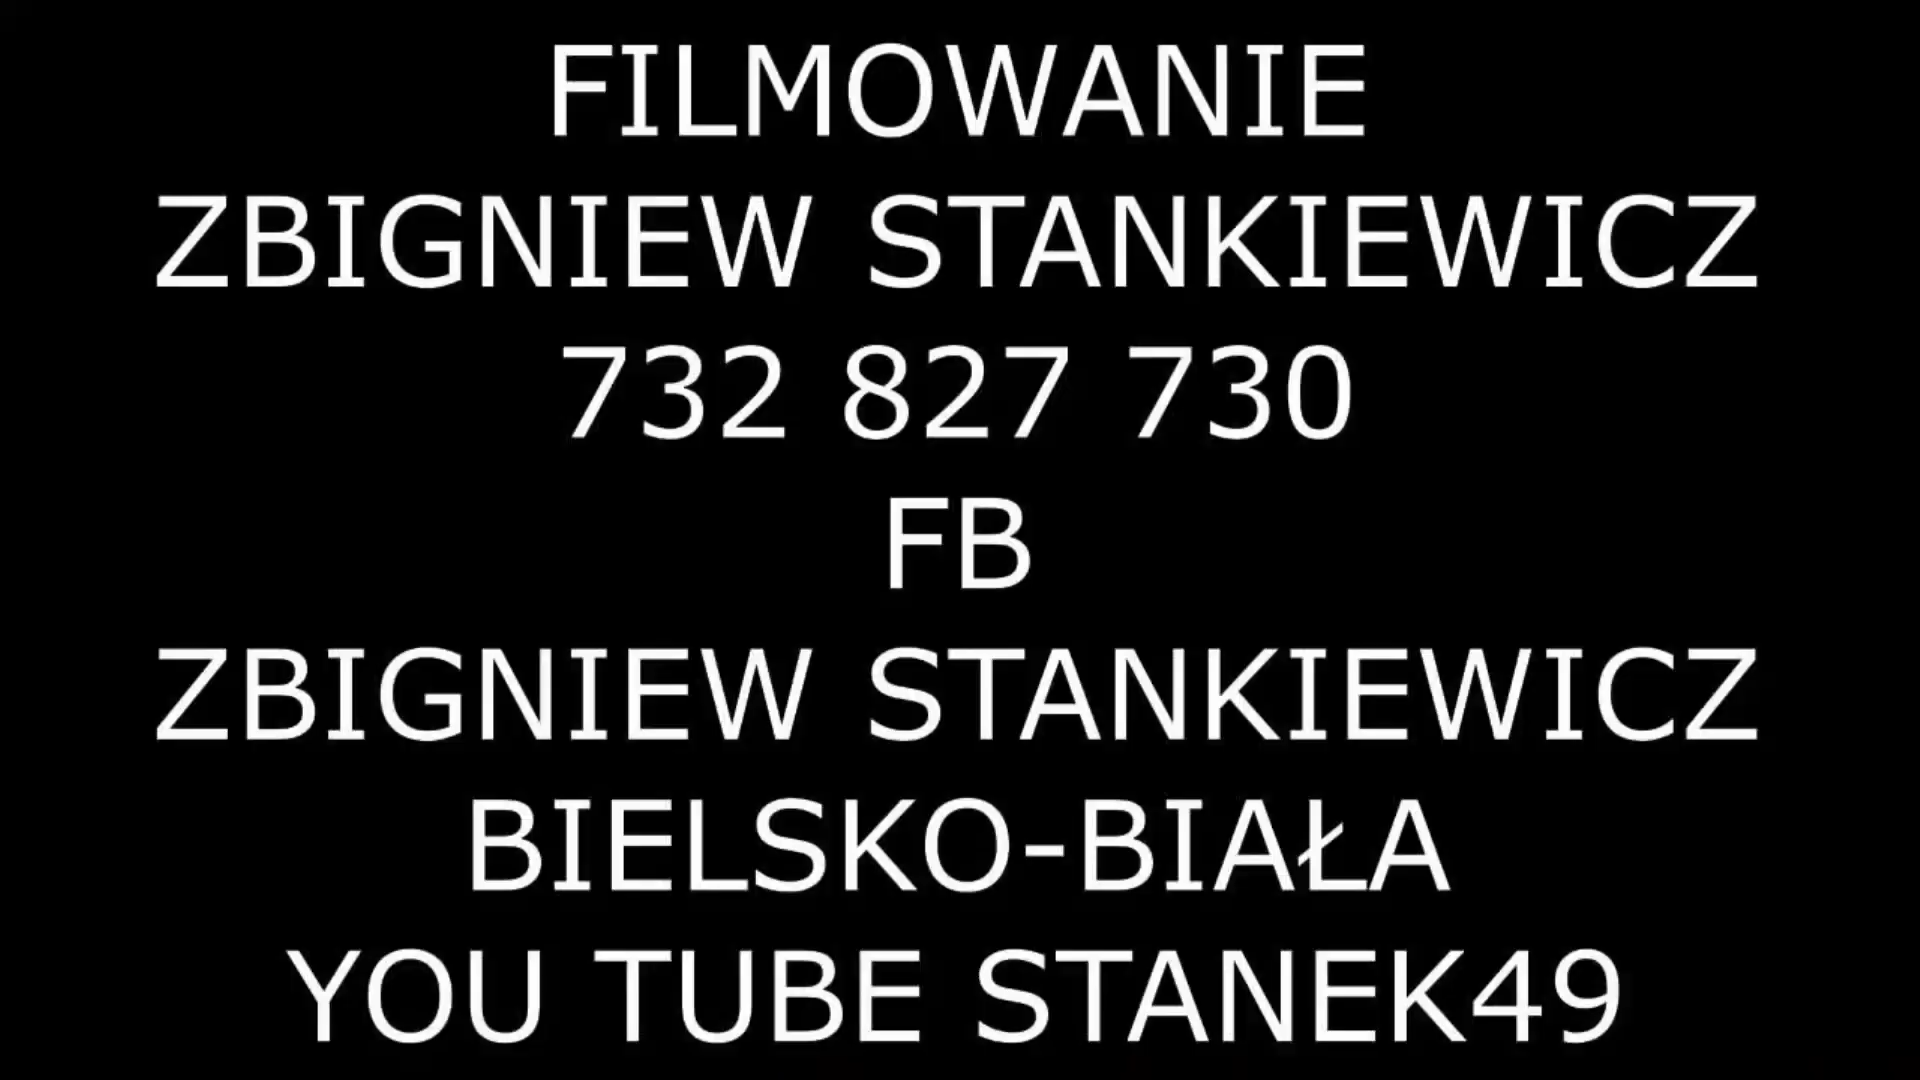 FILMOWANIE
ZBIGNIEW STANKIEWICZ
732 827 730
FB
ZBIGNIEW STANKIEWICZ
BIELSKO-BIAŁA
YOU TUBE STANEK49